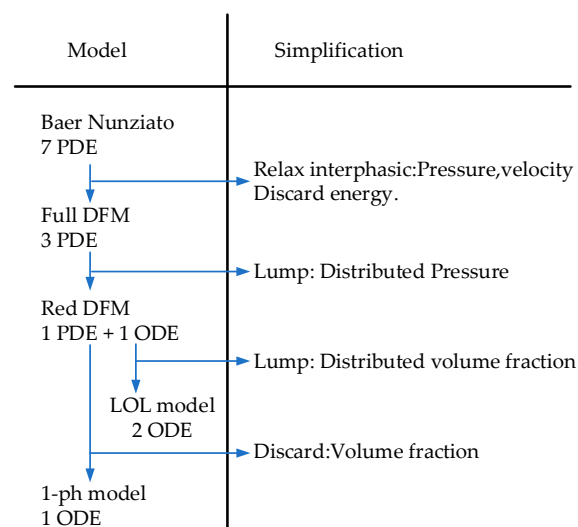 Model
Simplification
Baer Nunziato
7 PDE
Relax interphasic:Pressure,velocity
Discard energy.
Full DFM
3 PDE
Lump: Distributed Pressure
Red DFM
1 PDE + 1 ODE
Lump: Distributed volume fraction
LOL model
2 ODE
Discard:Volume fraction
1-ph model
1 ODE